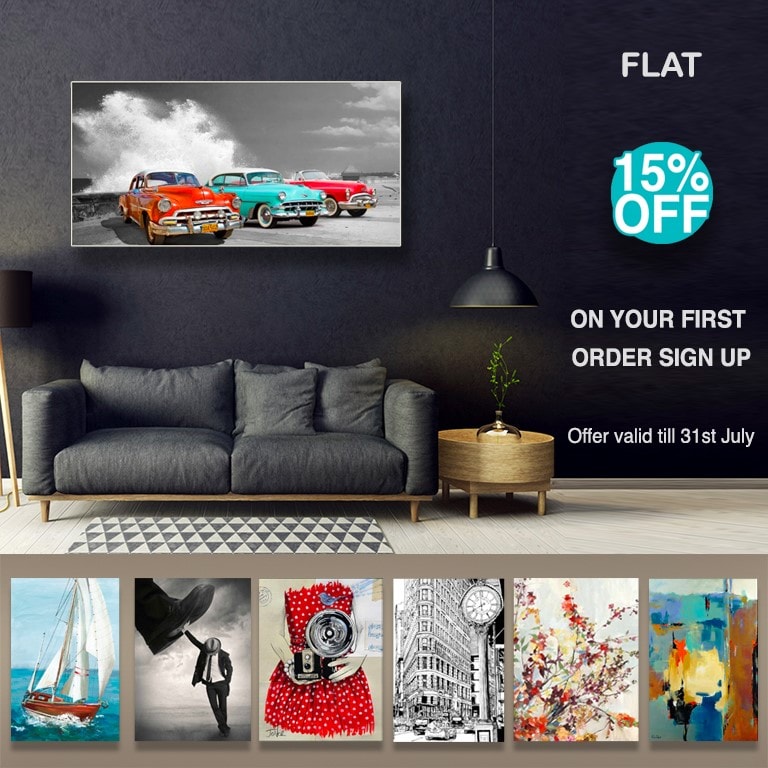 FLAT
15%
OFF
ON YOUR FIRST
ORDER SIGN UP
Offer valid till 31st July